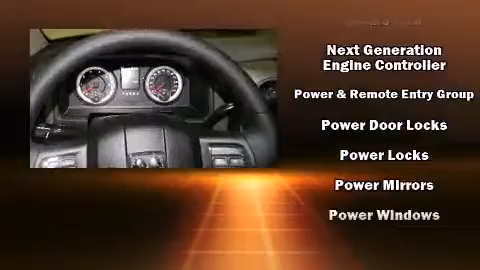 Next Generation
Engine Controller
Power & Remote Entry Group
Power Door Locks
Power Locks
Power Mirrors
Power Windows